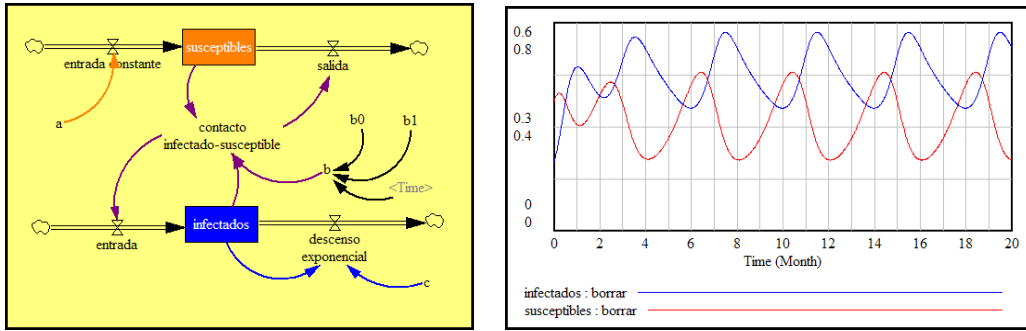 susceptibles
entrada constante
salida
a
contacto
infectado-susceptible
b0
b1
b
<Time>
infectados
entrada
descenso
exponencial
c
0.6
0.8
0.3
0.4
0
0
0 2 4 6 8 10 12 14 16 18 20
Time (Month)
infectados : borrar
susceptibles : borrar